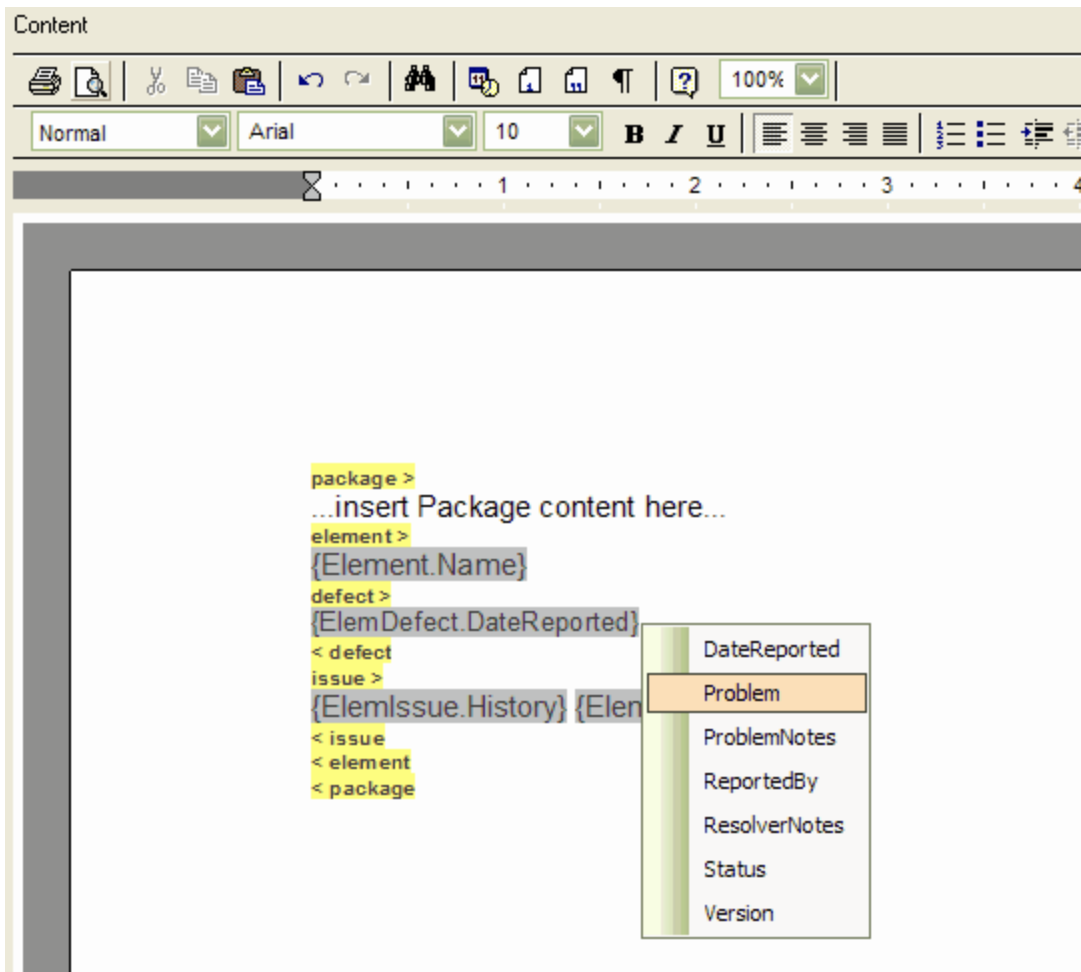 Content
100%
Normal Arial 10 B I U
1 2 3 4
package >
...insert Package content here...
element >
{Element.Name}
defect >
{ElemDefect.DateReported}
< defect
issue >
{ElemIssue.History} {Elem
< issue
< element
< package
DateReported
Problem
ProblemNotes
ReportedBy
ResolverNotes
Status
Version